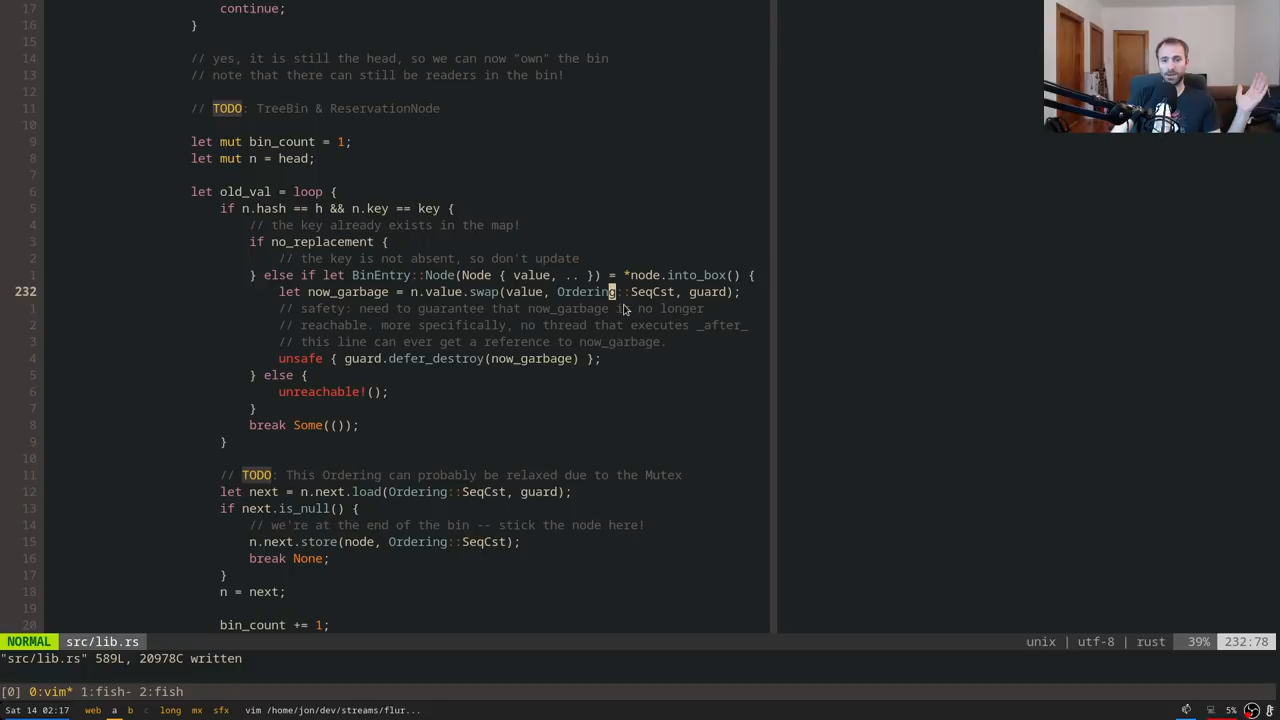 17 continue;
16 }
15
14 // yes, it is still the head, so we can now "own" the bin
13 // note that there can still be readers in the bin!
12
11 // TODO: TreeBin & ReservationNode
10
9 let mut bin_count = 1;
8 let mut n = head;
7
6 let old_val = loop {
5 if n.hash == h && n.key == key {
4 // the key already exists in the map!
3 if no_replacement {
2 // the key is not absent, so don't update
1 } else if let BinEntry::Node(Node { value, .. }) = *node.into_box() {
232 let now_garbage = n.value.swap(value, Ordering::SeqCst, guard);
1 // safety: need to guarantee that now_garbage is no longer
2 // reachable. more specifically, no thread that executes _after_
3 // this line can ever get a reference to now_garbage.
4 unsafe { guard.defer_destroy(now_garbage) };
5 } else {
6 unreachable!();
7 }
8 break Some(());
9 }
10
11 // TODO: This Ordering can probably be relaxed due to the Mutex
12 let next = n.next.load(Ordering::SeqCst, guard);
13 if next.is_null() {
14 // we're at the end of the bin -- stick the node here!
15 n.next.store(node, Ordering::SeqCst);
16 break None;
17 }
18 n = next;
19
20 bin_count += 1;
NORMAL src/lib.rs unix | utf-8 | rust 39% 232:78
"src/lib.rs" 589L, 20978C written
[0] 0:vim* 1:fish- 2:fish
Sat 14 02:17 web a b c long mx sfx vim /home/jon/dev/streams/flur... 5%